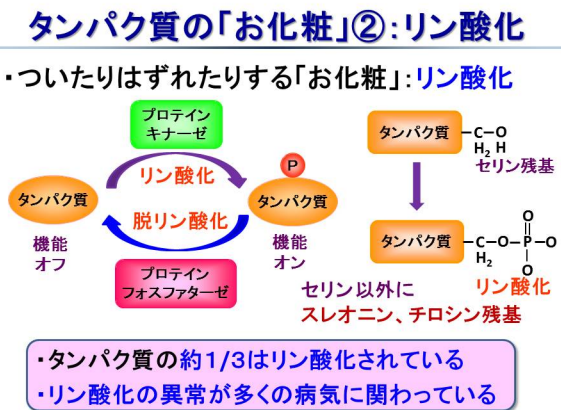 タンパク質の「お化粧」②:リン酸化
・ついたりはずれたりする「お化粧」:リン酸化
プロテイン
キナーゼ
リン酸化
タンパク質
機能
オフ
P
タンパク質
機能
オン
脱リン酸化
プロテイン
フォスファターゼ
タンパク質
C-O
H₂ H
セリン残基
タンパク質
O
C-O-P-O
H₂
O
リン酸化
セリン以外に
スレオニン、チロシン残基
・タンパク質の約1/3はリン酸化されている
・リン酸化の異常が多くの病気に関わっている